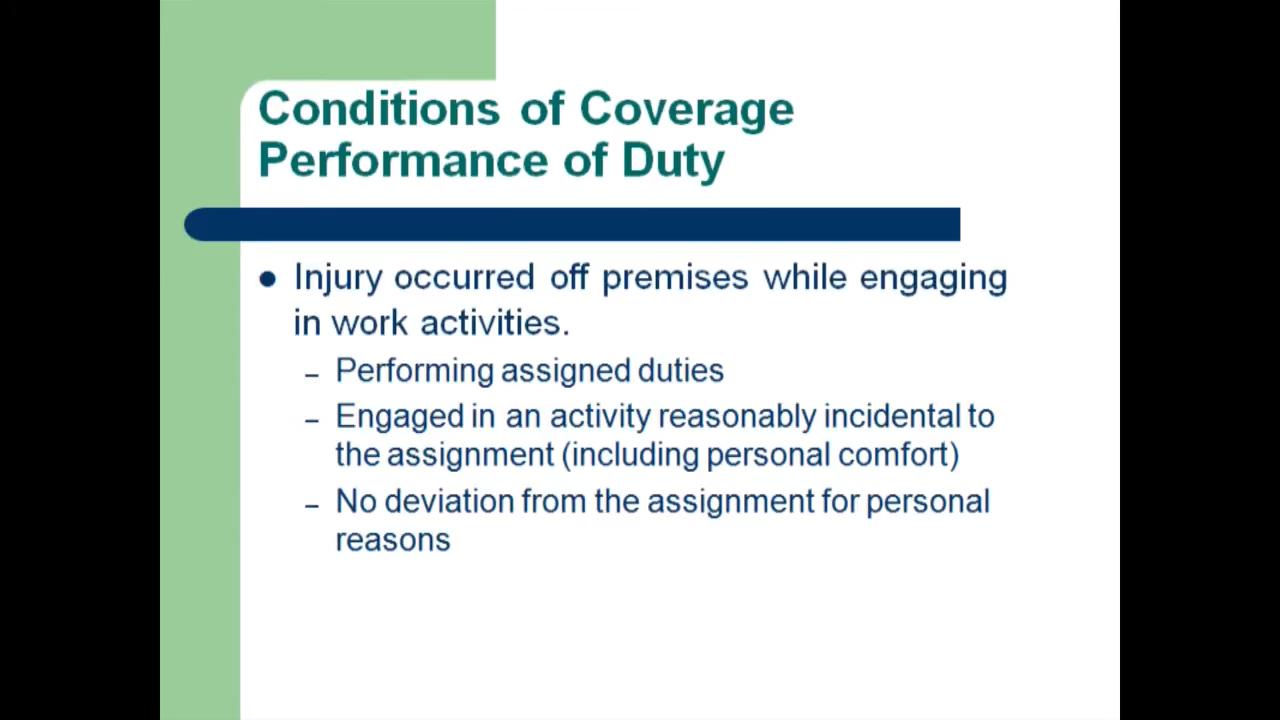 Conditions of Coverage
Performance of Duty
● Injury occurred off premises while engaging
in work activities.
– Performing assigned duties
– Engaged in an activity reasonably incidental to
the assignment (including personal comfort)
– No deviation from the assignment for personal
reasons